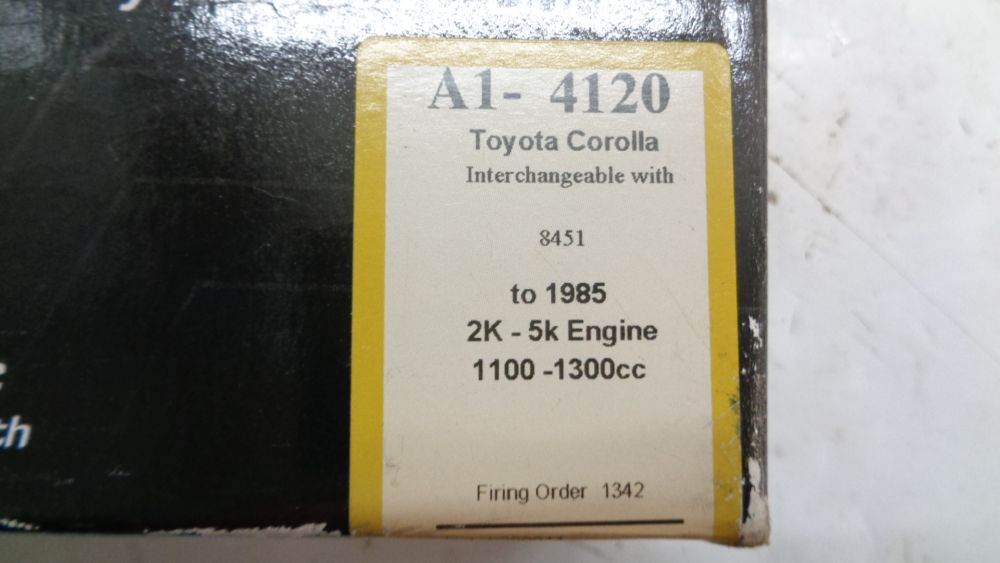 A1- 4120
Toyota Corolla
Interchangeable with
8451
to 1985
2K - 5k Engine
1100 -1300cc
Firing Order 1342